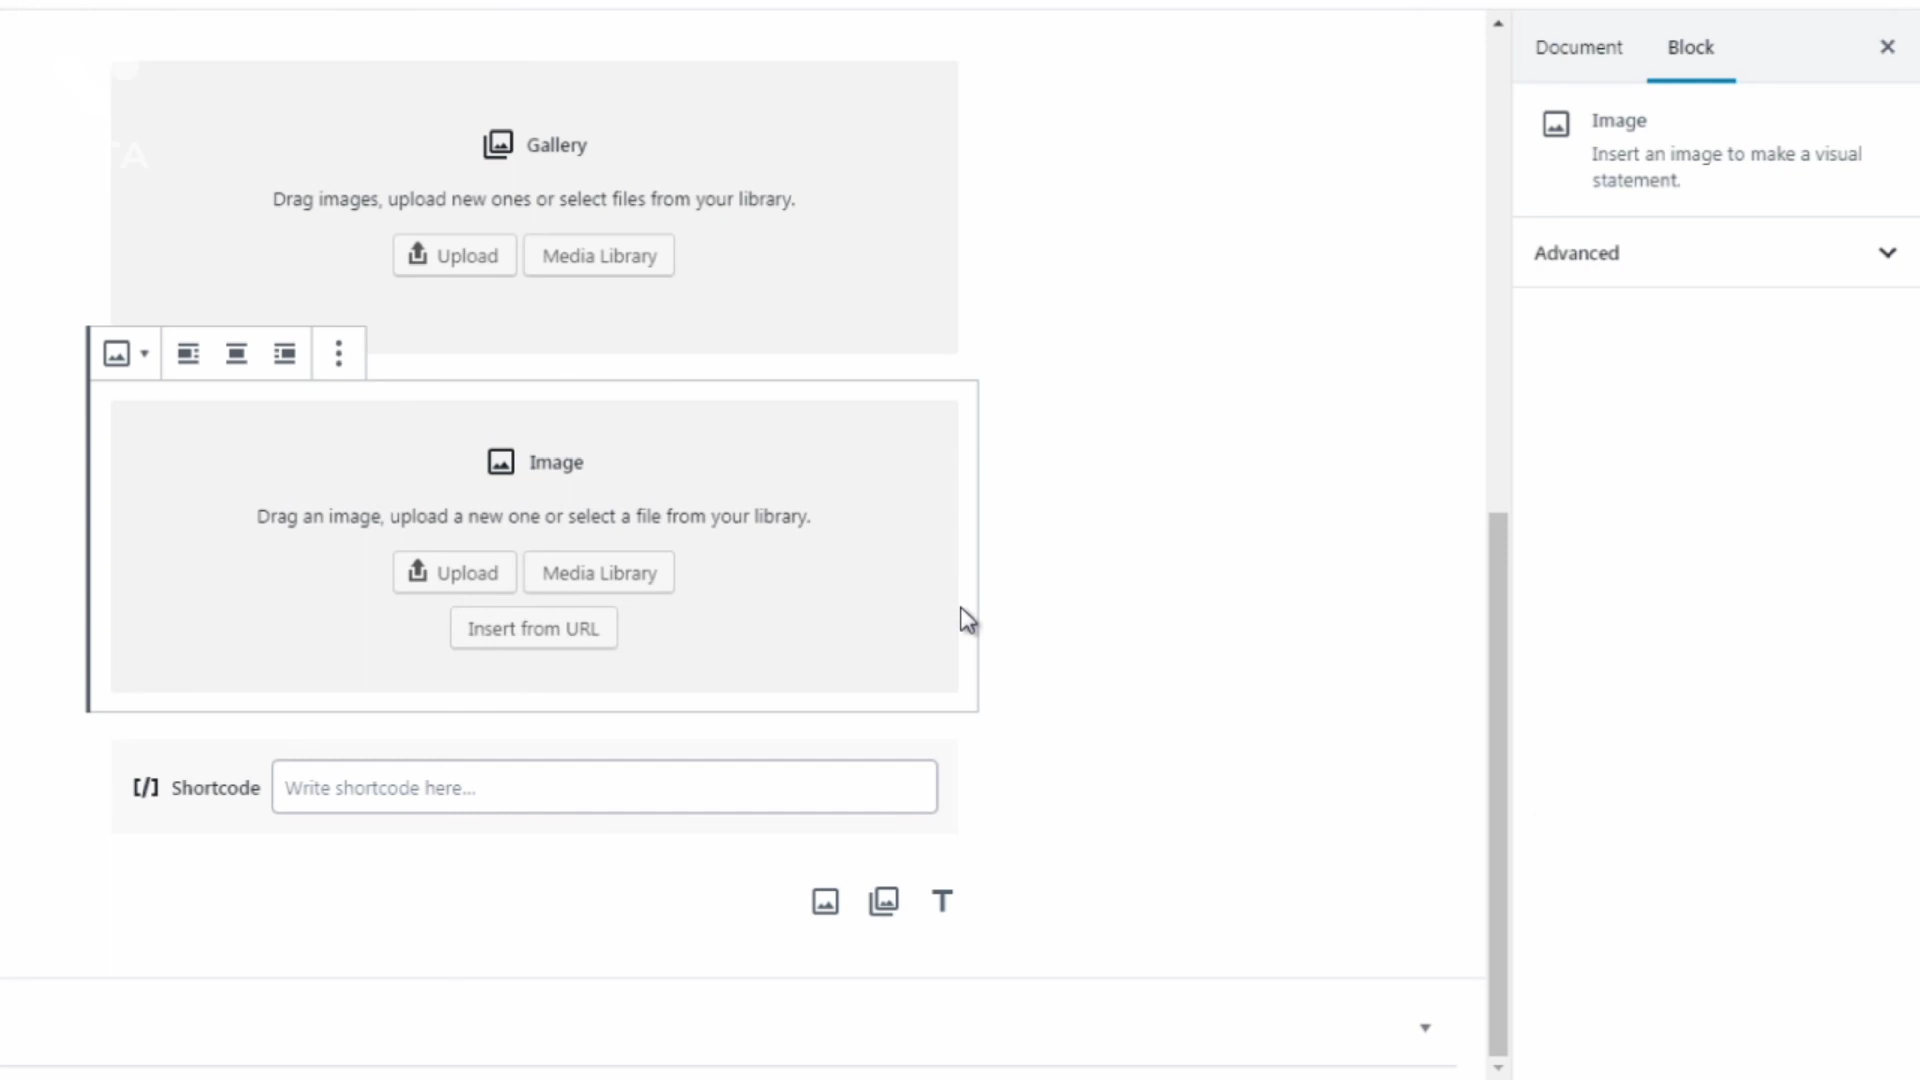 Document Block
Image
Insert an image to make a visual
statement.
Advanced
Gallery
Drag images, upload new ones or select files from your library.
Upload Media Library
Image
Drag an image, upload a new one or select a file from your library.
Upload Media Library
Insert from URL
[/] Shortcode Write shortcode here...